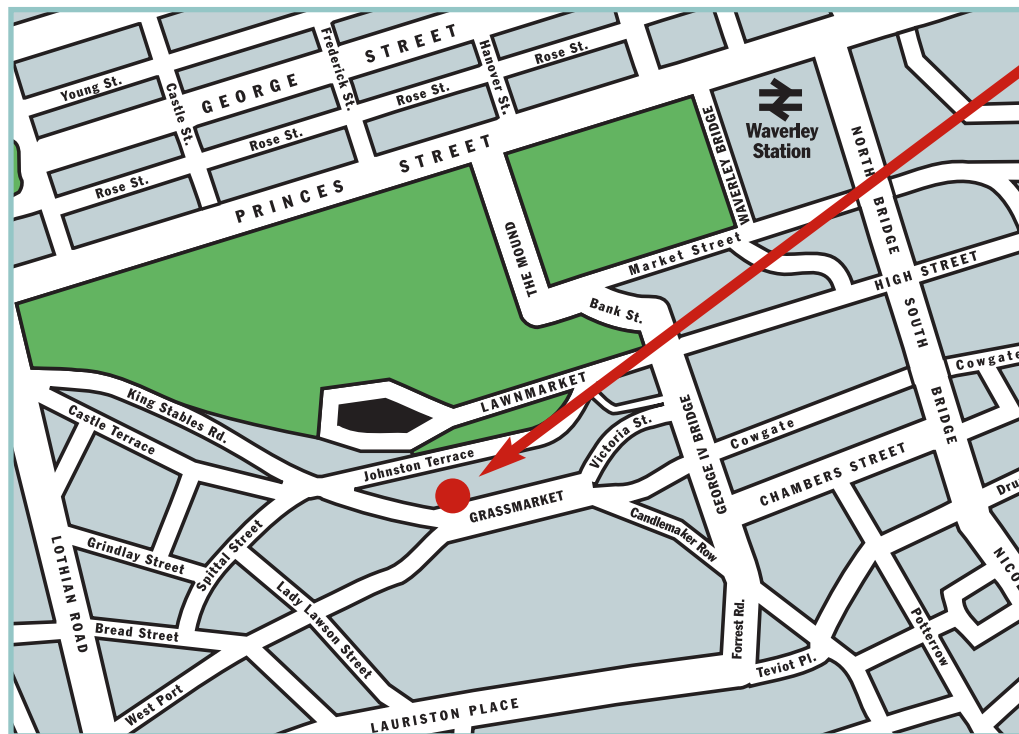 Young St.
Castle St.
GEORGE STREET
Frederick St.
Hanover St.
Rose St.
Rose St.
Rose St.
Rose St.
PRINCES STREET
WAVERLEY BRIDGE
Waverley
Station
NORTH BRIDGE
THE MOUND
Market Street
Bank St.
HIGH STREET
SOUTH BRIDGE
LAWNMARKET
King Stables Rd.
Castle Terrace
Johnston Terrace
Victoria St.
GEORGE IV BRIDGE
Cowgate
Cowgate
CHAMBERS STREET
GRASSMARKET
Candlemaker Row
Dru
NICO
LOTHIAN ROAD
Grindlay Street
Spittal Street
Lady Lawson Street
Bread Street
West Port
Forrest Rd.
Teviot Pl.
Potterrow
LAURISTON PLACE